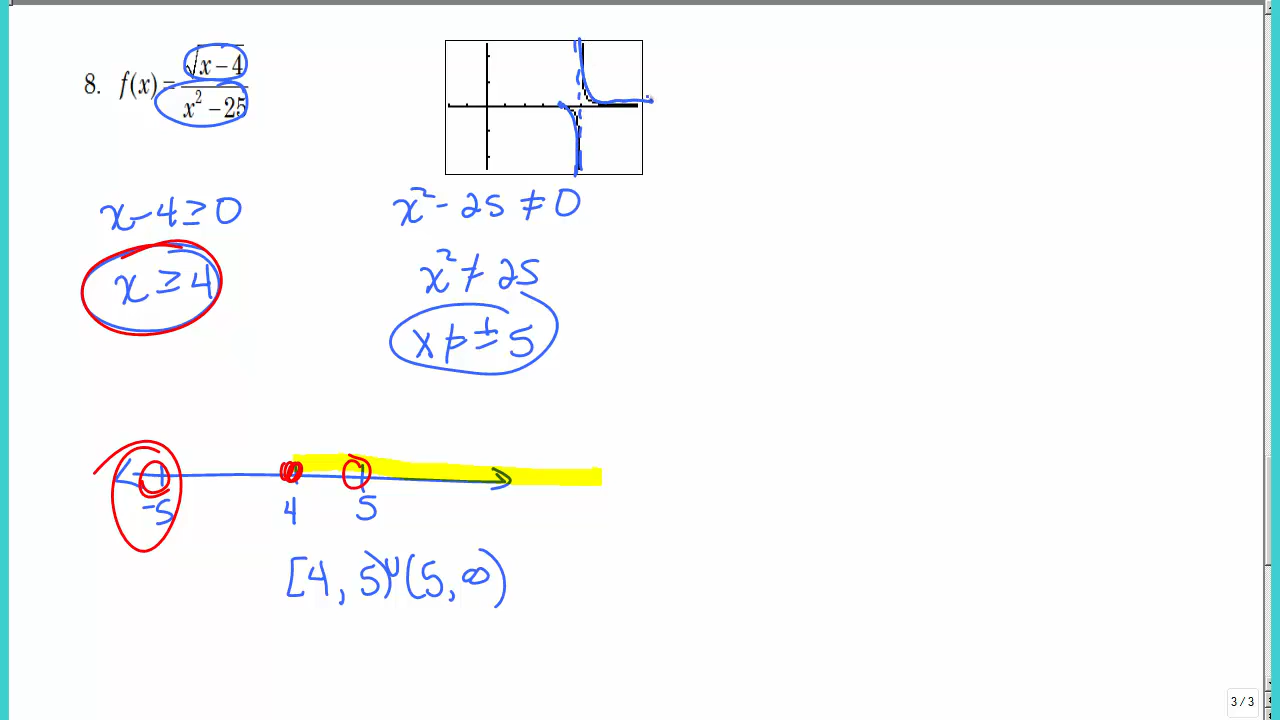 8. f(x) = √(x − 4) / (x² − 25)
x − 4 ≥ 0
x² − 25 ≠ 0
x ≥ 4
x² ≠ 25
x ≠ ± 5
−5 4 5
[4, 5) ∪ (5, ∞)
3 / 3